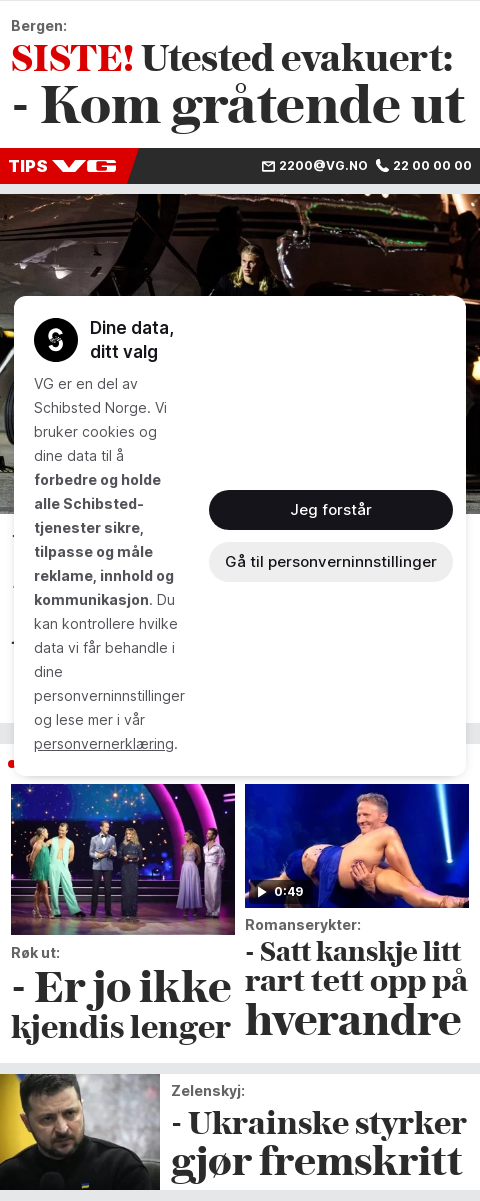 Bergen:
SISTE! Utested evakuert:
- Kom gråtende ut
TIPS VG
2200@VG.NO 22 00 00 00
Dine data,
ditt valg
VG er en del av
Schibsted Norge. Vi
bruker cookies og
dine data til å
forbedre og holde
alle Schibsted-
tjenester sikre,
tilpasse og måle
reklame, innhold og
kommunikasjon. Du
kan kontrollere hvilke
data vi får behandle i
dine
personverninnstillinger
og lese mer i vår
personvernerklæring.
Jeg forstår
Gå til personverninnstillinger
0:49
Røk ut:
- Er jo ikke
kjendis lenger
Romanserykter:
- Satt kanskje litt
rart tett opp på
hverandre
Zelenskyj:
- Ukrainske styrker
gjør fremskritt